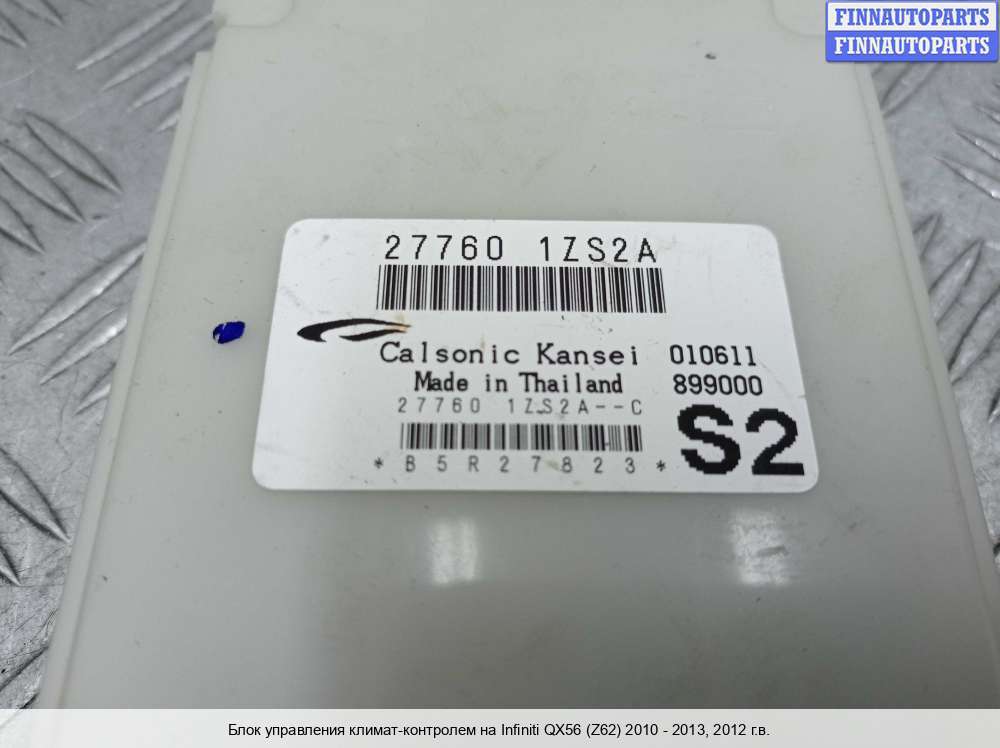 FINNAUTOPARTS
FINNAUTOPARTS
27760 1ZS2A
Calsonic Kansei 010611
Made in Thailand 899000
27760 1ZS2A--C
S2
*B5R27823*
Блок управления климат-контролем на Infiniti QX56 (Z62) 2010 - 2013, 2012 г.в.